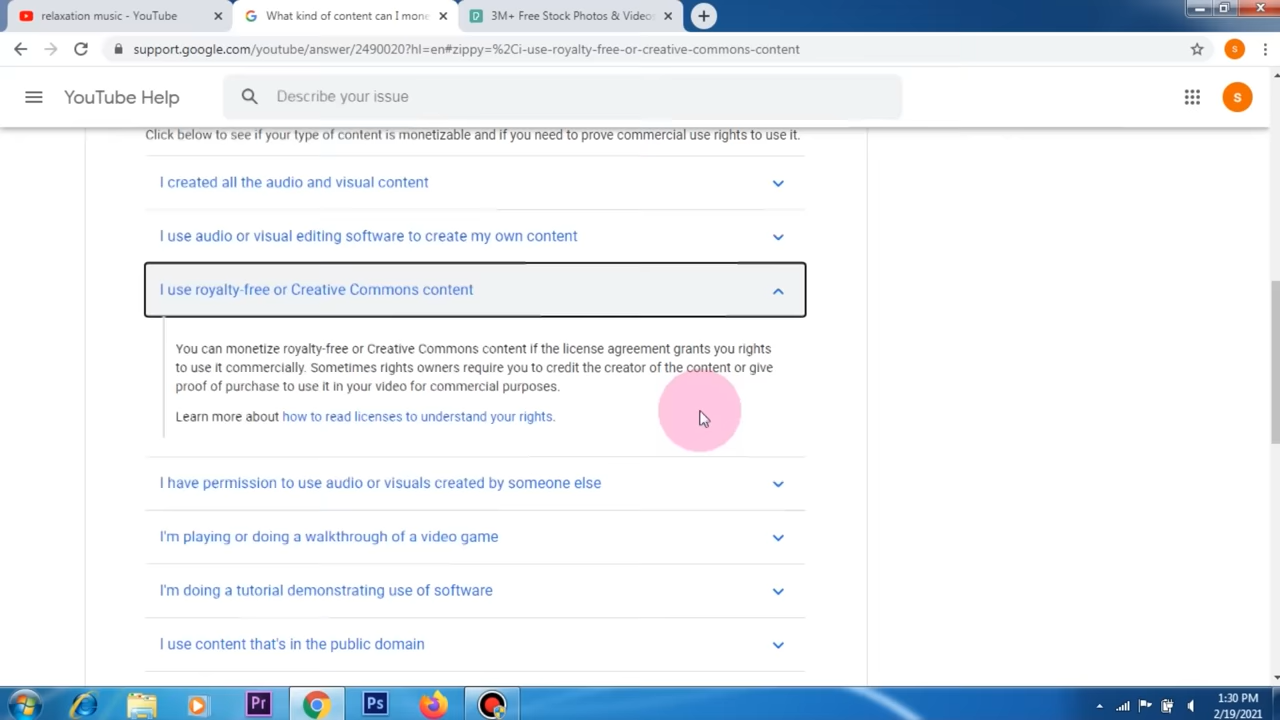 relaxation music - YouTube
What kind of content can I mone
3M+ Free Stock Photos & Videos
support.google.com/youtube/answer/2490020?hl=en#zippy=%2Ci-use-royalty-free-or-creative-commons-content
S
YouTube Help
Describe your issue
S
Click below to see if your type of content is monetizable and if you need to prove commercial use rights to use it.
I created all the audio and visual content
I use audio or visual editing software to create my own content
I use royalty-free or Creative Commons content
You can monetize royalty-free or Creative Commons content if the license agreement grants you rights
to use it commercially. Sometimes rights owners require you to credit the creator of the content or give
proof of purchase to use it in your video for commercial purposes.
Learn more about how to read licenses to understand your rights.
I have permission to use audio or visuals created by someone else
I'm playing or doing a walkthrough of a video game
I'm doing a tutorial demonstrating use of software
I use content that's in the public domain
Pr
Ps
1:30 PM
2/19/2021